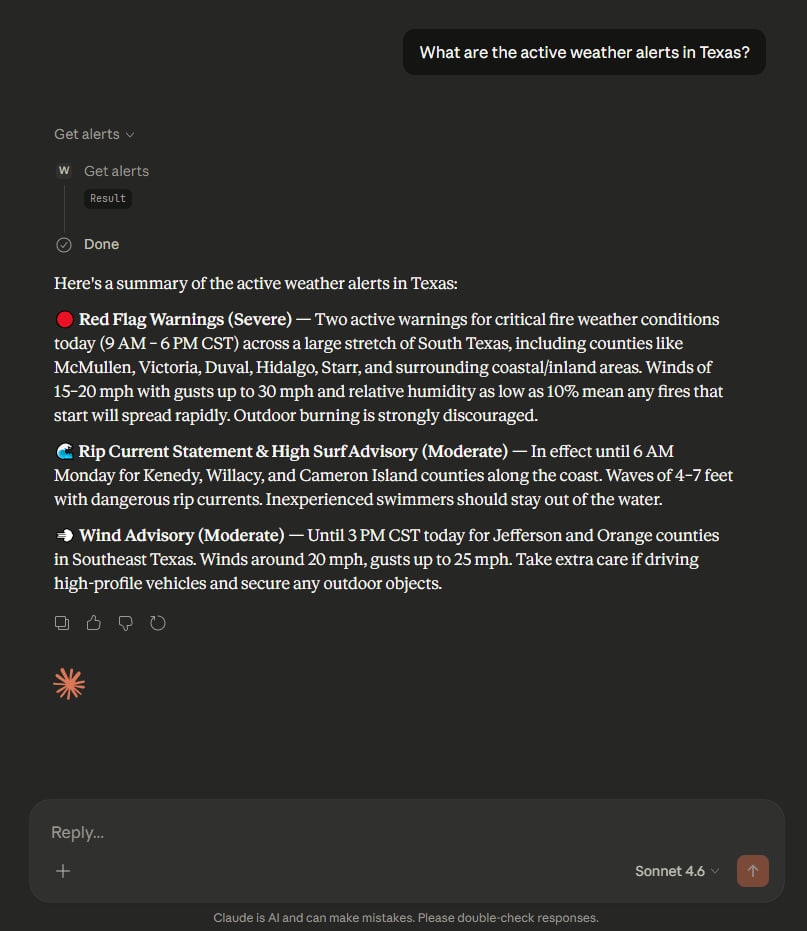 What are the active weather alerts in Texas?
Get alerts
W Get alerts
Result
Done
Here's a summary of the active weather alerts in Texas:
🔴 Red Flag Warnings (Severe) — Two active warnings for critical fire weather conditions
today (9 AM – 6 PM CST) across a large stretch of South Texas, including counties like
McMullen, Victoria, Duval, Hidalgo, Starr, and surrounding coastal/inland areas. Winds of
15–20 mph with gusts up to 30 mph and relative humidity as low as 10% mean any fires that
start will spread rapidly. Outdoor burning is strongly discouraged.
🌊 Rip Current Statement & High Surf Advisory (Moderate) — In effect until 6 AM
Monday for Kenedy, Willacy, and Cameron Island counties along the coast. Waves of 4–7 feet
with dangerous rip currents. Inexperienced swimmers should stay out of the water.
💨 Wind Advisory (Moderate) — Until 3 PM CST today for Jefferson and Orange counties
in Southeast Texas. Winds around 20 mph, gusts up to 25 mph. Take extra care if driving
high-profile vehicles and secure any outdoor objects.
Reply...
Sonnet 4.6
Claude is AI and can make mistakes. Please double-check responses.